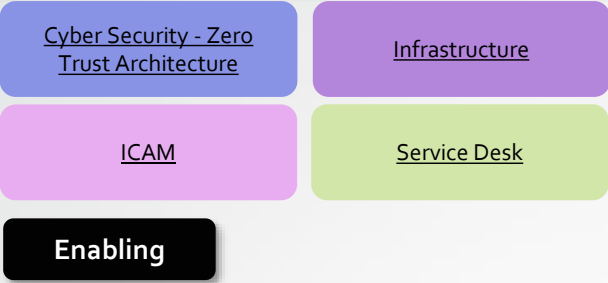 Cyber Security - Zero
Trust Architecture
Infrastructure
ICAM
Service Desk
Enabling